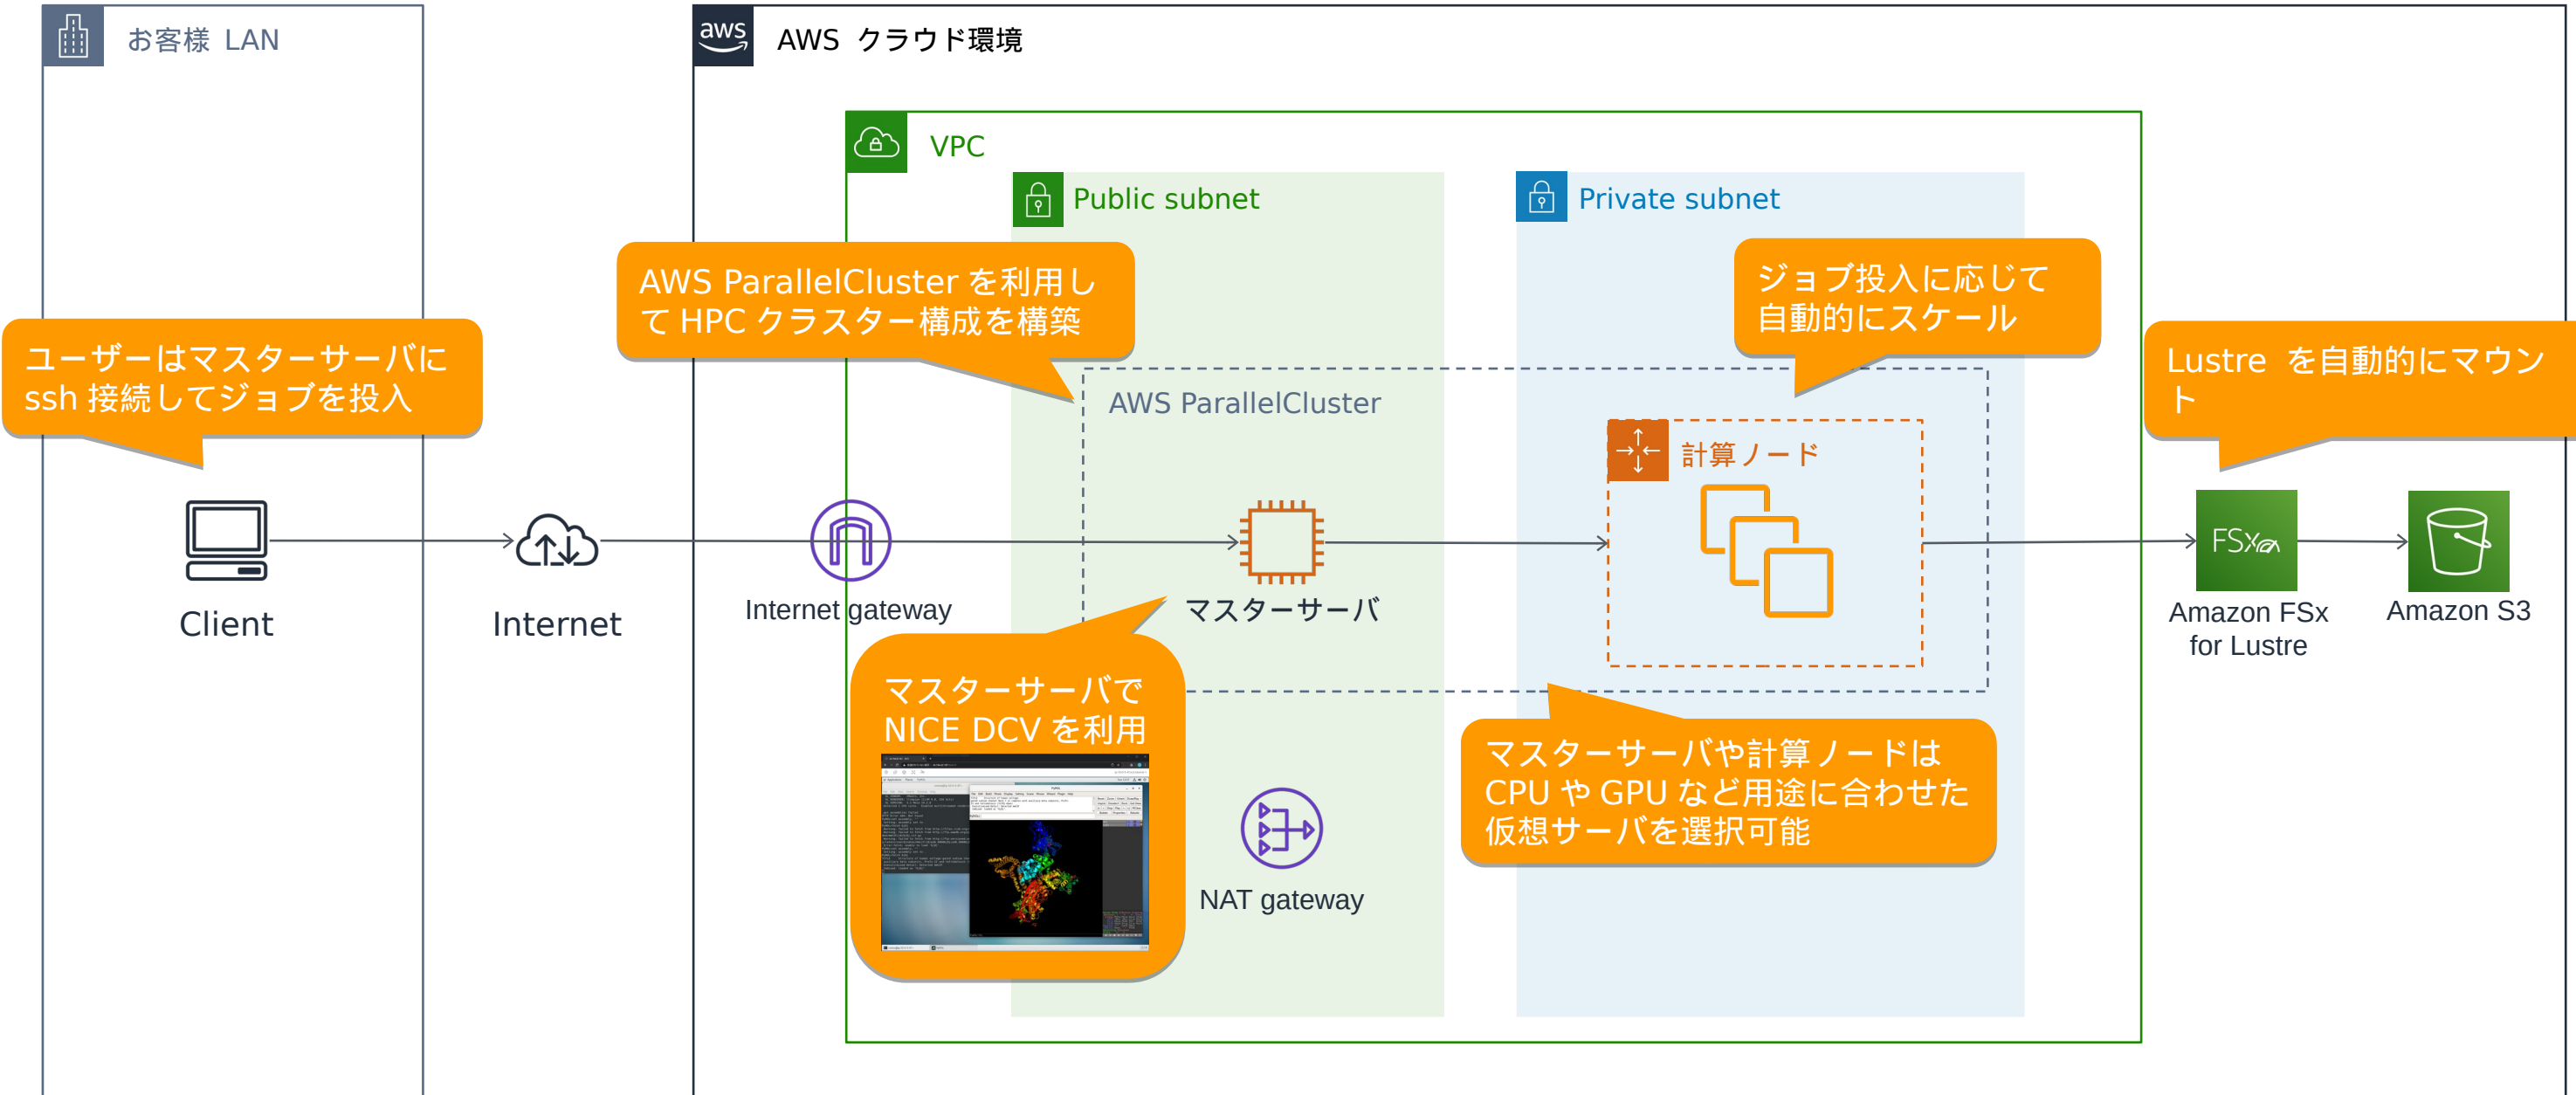 お客様 LAN
aws
AWS クラウド環境
VPC
Public subnet
Private subnet
AWS ParallelCluster を利用し
て HPC クラスター構成を構築
ジョブ投入に応じて
自動的にスケール
ユーザーはマスターサーバに
ssh 接続してジョブを投入
Lustre を自動的にマウン
ト
AWS ParallelCluster
計算ノード
FSx
Client
Internet
Internet gateway
マスターサーバ
Amazon FSx
for Lustre
Amazon S3
マスターサーバで
NICE DCV を利用
マスターサーバや計算ノードは
CPU や GPU など用途に合わせた
仮想サーバを選択可能
NAT gateway